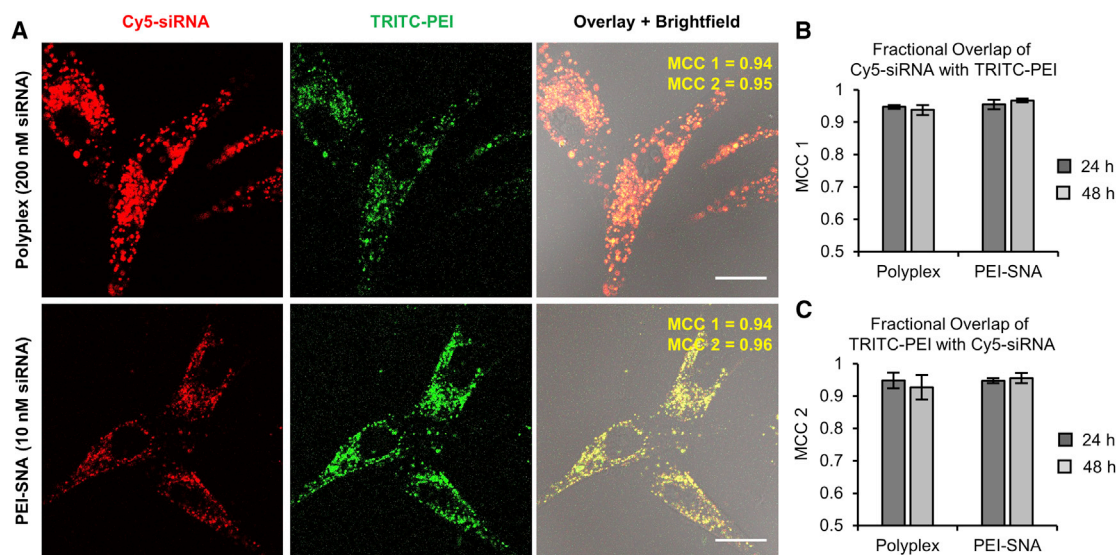 A
Cy5-siRNA
TRITC-PEI
Overlay + Brightfield
Polyplex (200 nM siRNA)
MCC 1 = 0.94
MCC 2 = 0.95
PEI-SNA (10 nM siRNA)
MCC 1 = 0.94
MCC 2 = 0.96
B
Fractional Overlap of
Cy5-siRNA with TRITC-PEI
MCC 1
1
0.9
0.8
0.7
0.6
0.5
Polyplex
PEI-SNA
24 h
48 h
C
Fractional Overlap of
TRITC-PEI with Cy5-siRNA
MCC 2
1
0.9
0.8
0.7
0.6
0.5
Polyplex
PEI-SNA
24 h
48 h